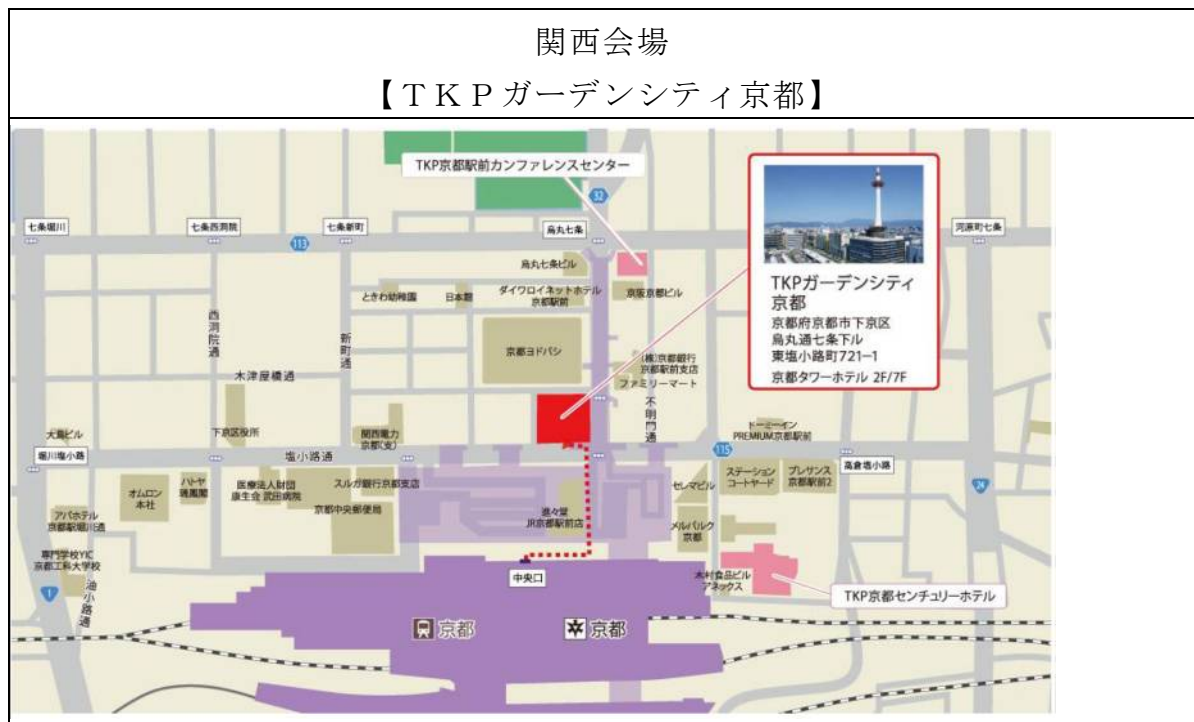 関西会場
【TKPガーデンシティ京都】
TKP京都駅前カンファレンスセンター
32
七条堀川
七条西洞院
113
七条新町
烏丸七条
河原町七条
烏丸七条ビル
ときわ幼稚園
日本館
ダイワロイネットホテル
京都駅前
京阪京都ビル
TKPガーデンシティ
京都
京都府京都市下京区
烏丸通七条下ル
東塩小路町721−1
京都タワーホテル 2F/7F
西洞院通
新町通
京都ヨドバシ
(株)京都銀行
京都駅前支店
ファミリーマート
木津屋橋通
不明門通
大島ビル
下京区役所
関西電力
京都(支)
ドーミーイン
PREMIUM京都駅前
堀川塩小路
塩小路通
115
高倉塩小路
オムロン
本社
ハトヤ
瑞鳳閣
医療法人財団
康生会 武田病院
スルガ銀行京都支店
京都中央郵便局
進々堂
JR京都駅前店
セレマビル
ステーション
コートヤード
プレサンス
京都駅前2
24
アパホテル
京都駅堀川通
メルパルク
京都
専門学校YIC
京都工科大学校
油小路通
1
中央口
木村食品ビル
アネックス
TKP京都センチュリーホテル
京都
京都